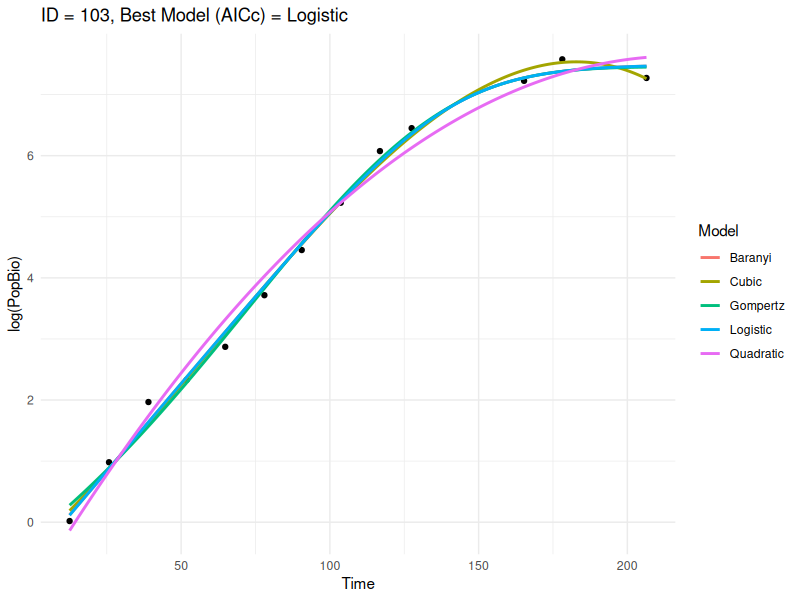 ID = 103, Best Model (AICc) = Logistic
log(PopBio)
6
4
2
0
50
100
150
200
Time
Model
Baranyi
Cubic
Gompertz
Logistic
Quadratic